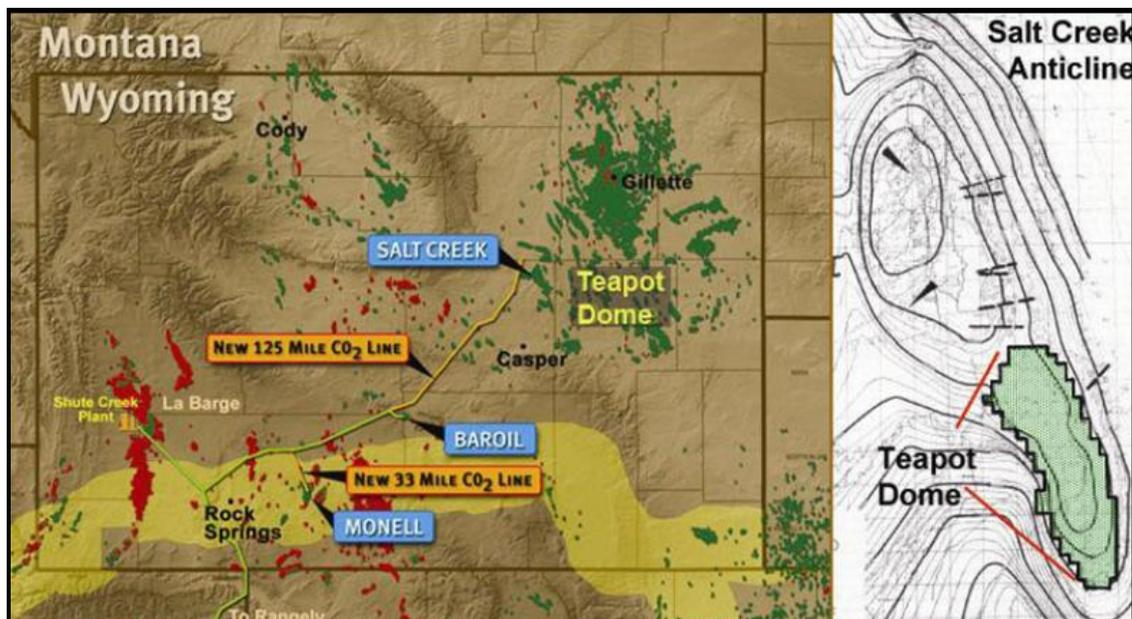 Montana
Wyoming
Cody
Gillette
SALT CREEK
Teapot
Dome
NEW 125 MILE CO2 LINE
Casper
Shute Creek
Plant
La Barge
BAROIL
NEW 33 MILE CO2 LINE
Rock
Springs
MONELL
To Rangely
Salt Creek
Anticline
Teapot
Dome